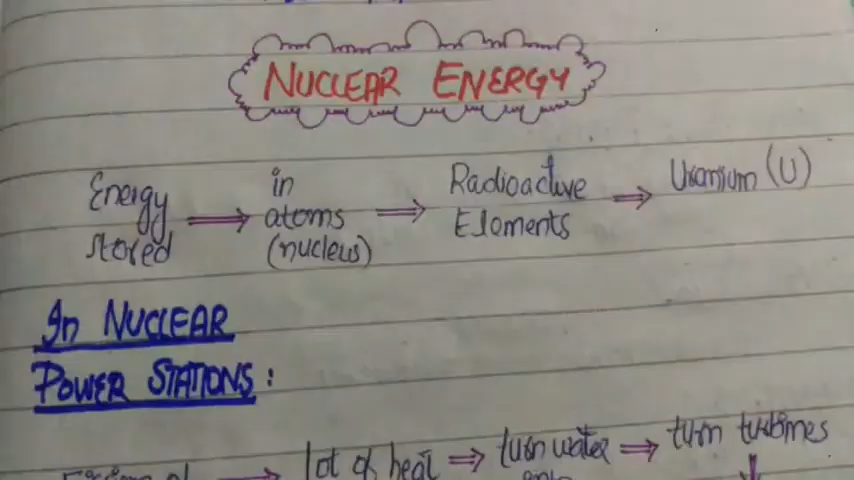 NUCLEAR ENERGY
Energy
stored
in
atoms
(nucleus)
Radioactive
Elements
Uranium (U)
In NUCLEAR
POWER STATIONS:
lot of heat
turn water
turn turbines